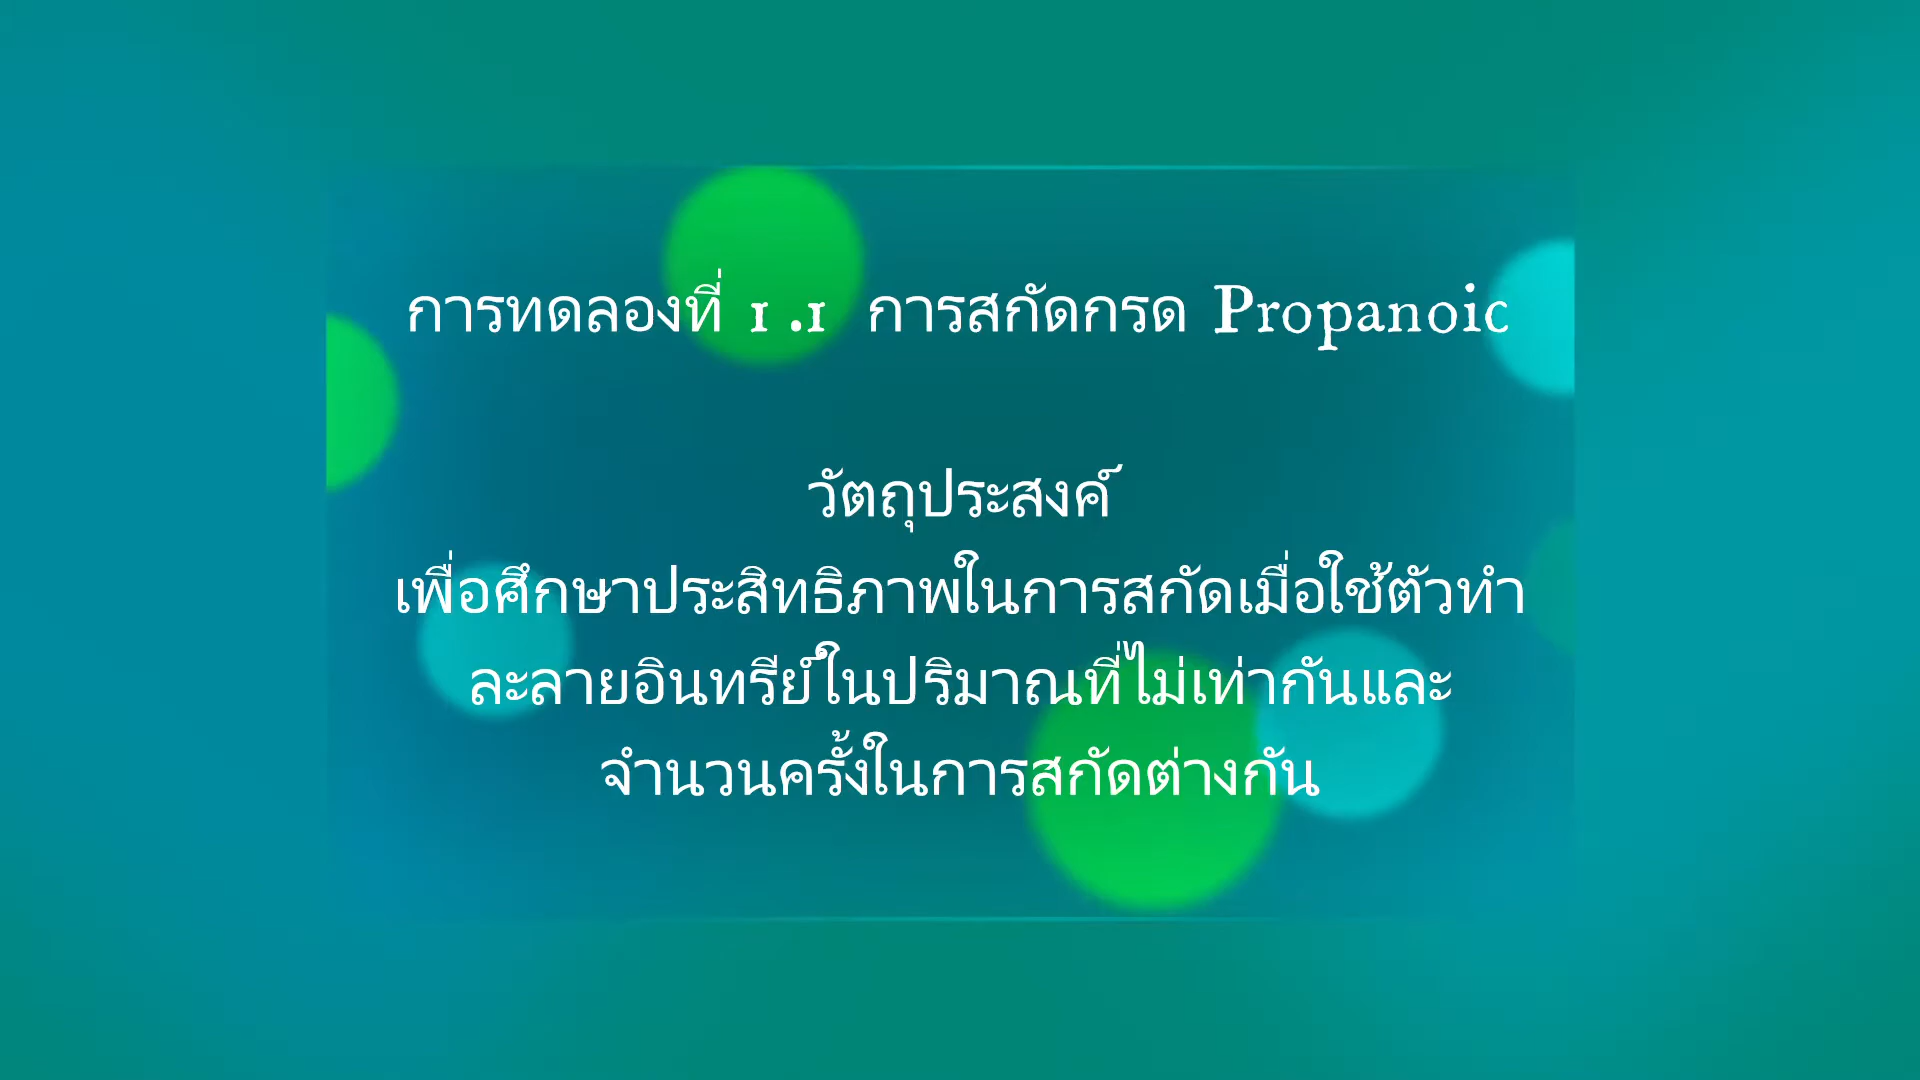 การทดลองที่ 1 .1 การสกัดกรด Propanoic
วัตถุประสงค์
เพื่อศึกษาประสิทธิภาพในการสกัดเมื่อใช้ตัวทำ
ละลายอินทรีย์ในปริมาณที่ไม่เท่ากันและ
จำนวนครั้งในการสกัดต่างกัน